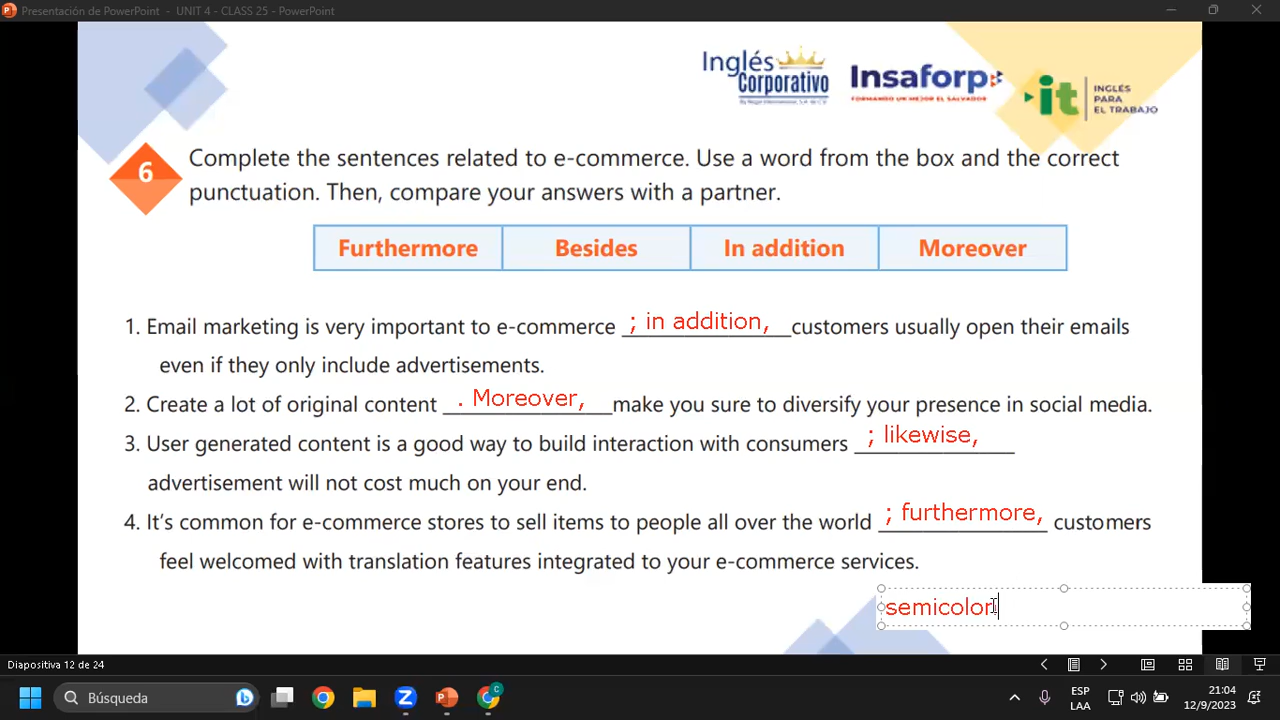 Presentación de PowerPoint - UNIT 4 - CLASS 25 - PowerPoint
Inglés Corporativo
Insaforp
FORMANDO UN MEJOR EL SALVADOR
it INGLÉS PARA EL TRABAJO
6 Complete the sentences related to e-commerce. Use a word from the box and the correct
punctuation. Then, compare your answers with a partner.
Furthermore Besides In addition Moreover
1. Email marketing is very important to e-commerce ; in addition, customers usually open their emails
even if they only include advertisements.
2. Create a lot of original content . Moreover, make you sure to diversify your presence in social media.
3. User generated content is a good way to build interaction with consumers ; likewise,
advertisement will not cost much on your end.
4. It's common for e-commerce stores to sell items to people all over the world ; furthermore, customers
feel welcomed with translation features integrated to your e-commerce services.
semicolon
Diapositiva 12 de 24
Búsqueda
ESP
LAA
21:04
12/9/2023